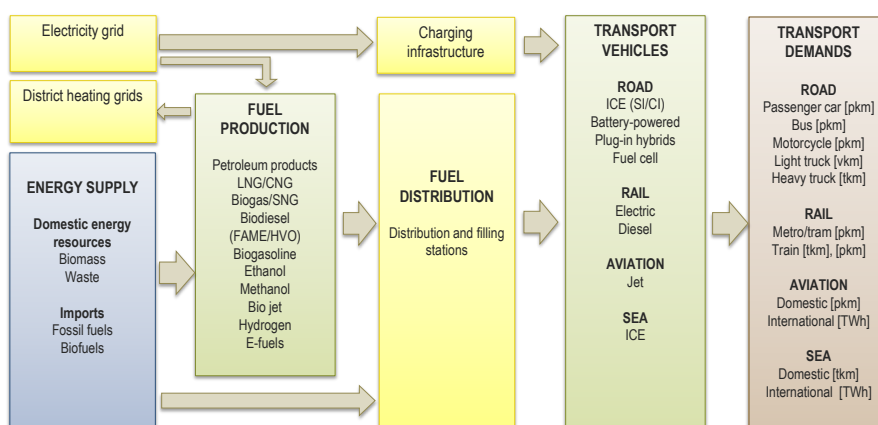 Electricity grid
District heating grids
ENERGY SUPPLY
Domestic energy
resources
Biomass
Waste
Imports
Fossil fuels
Biofuels
FUEL
PRODUCTION
Petroleum products
LNG/CNG
Biogas/SNG
Biodiesel
(FAME/HVO)
Biogasoline
Ethanol
Methanol
Bio jet
Hydrogen
E-fuels
Charging
infrastructure
FUEL
DISTRIBUTION
Distribution and filling
stations
TRANSPORT
VEHICLES
ROAD
ICE (SI/CI)
Battery-powered
Plug-in hybrids
Fuel cell
RAIL
Electric
Diesel
AVIATION
Jet
SEA
ICE
TRANSPORT
DEMANDS
ROAD
Passenger car [pkm]
Bus [pkm]
Motorcycle [pkm]
Light truck [vkm]
Heavy truck [tkm]
RAIL
Metro/tram [pkm]
Train [tkm], [pkm]
AVIATION
Domestic [pkm]
International [TWh]
SEA
Domestic [tkm]
International [TWh]